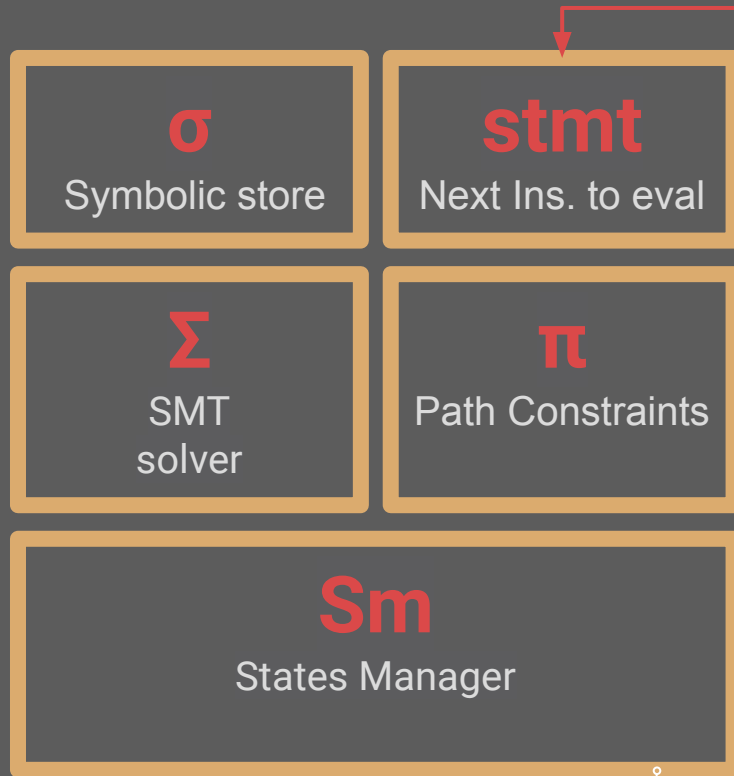 σ
Symbolic store
stmt
Next Ins. to eval
Σ
SMT
solver
π
Path Constraints
Sm
States Manager